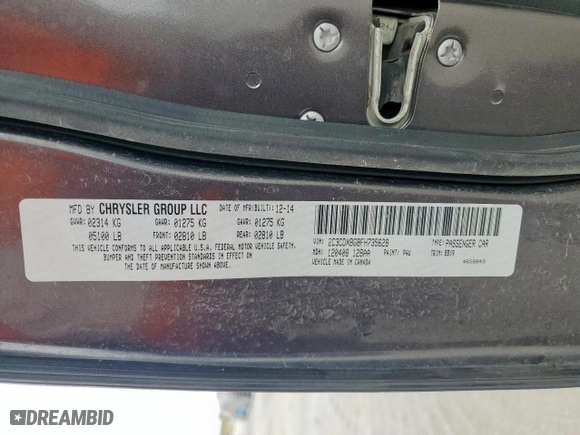 MFD BY CHRYSLER GROUP LLC DATE OF MFR(BUILT): 12-14
GVWR: 02314 KG GAWR: 01275 KG GAWR: 01275 KG
05100 LB FRONT: 02810 LB REAR: 02810 LB
THIS VEHICLE CONFORMS TO ALL APPLICABLE U.S.A. FEDERAL MOTOR VEHICLE SAFETY,
BUMPER AND THEFT PREVENTION STANDARDS IN EFFECT ON
THE DATE OF MANUFACTURE SHOWN ABOVE.
VIN: 2C3CDXBG8FH735628 TYPE: PASSENGER CAR
MDH: 120408 128AA PAINT: PAU TRIM: BBX9
VEHICLE MADE IN CANADA
DREAMBID